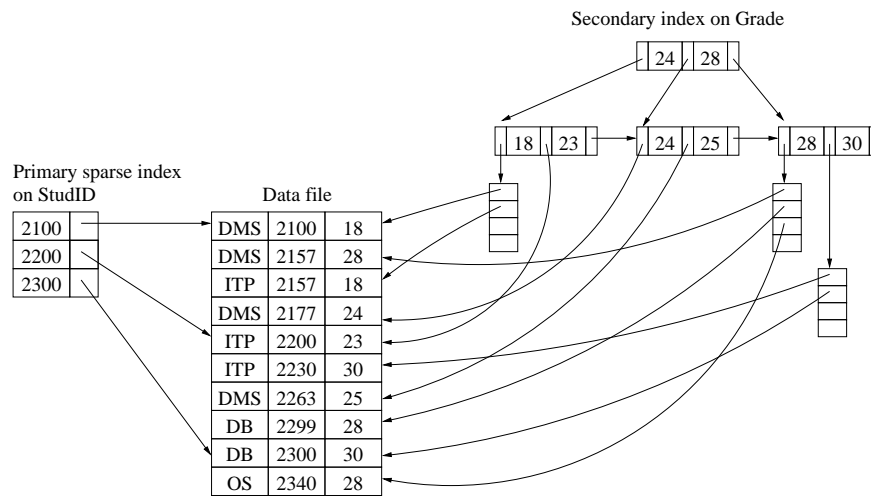 Secondary index on Grade
24 28
18 23 24 25 28 30
Primary sparse index
on StudID
Data file
2100
2200
2300
DMS 2100 18
DMS 2157 28
ITP 2157 18
DMS 2177 24
ITP 2200 23
ITP 2230 30
DMS 2263 25
DB 2299 28
DB 2300 30
OS 2340 28